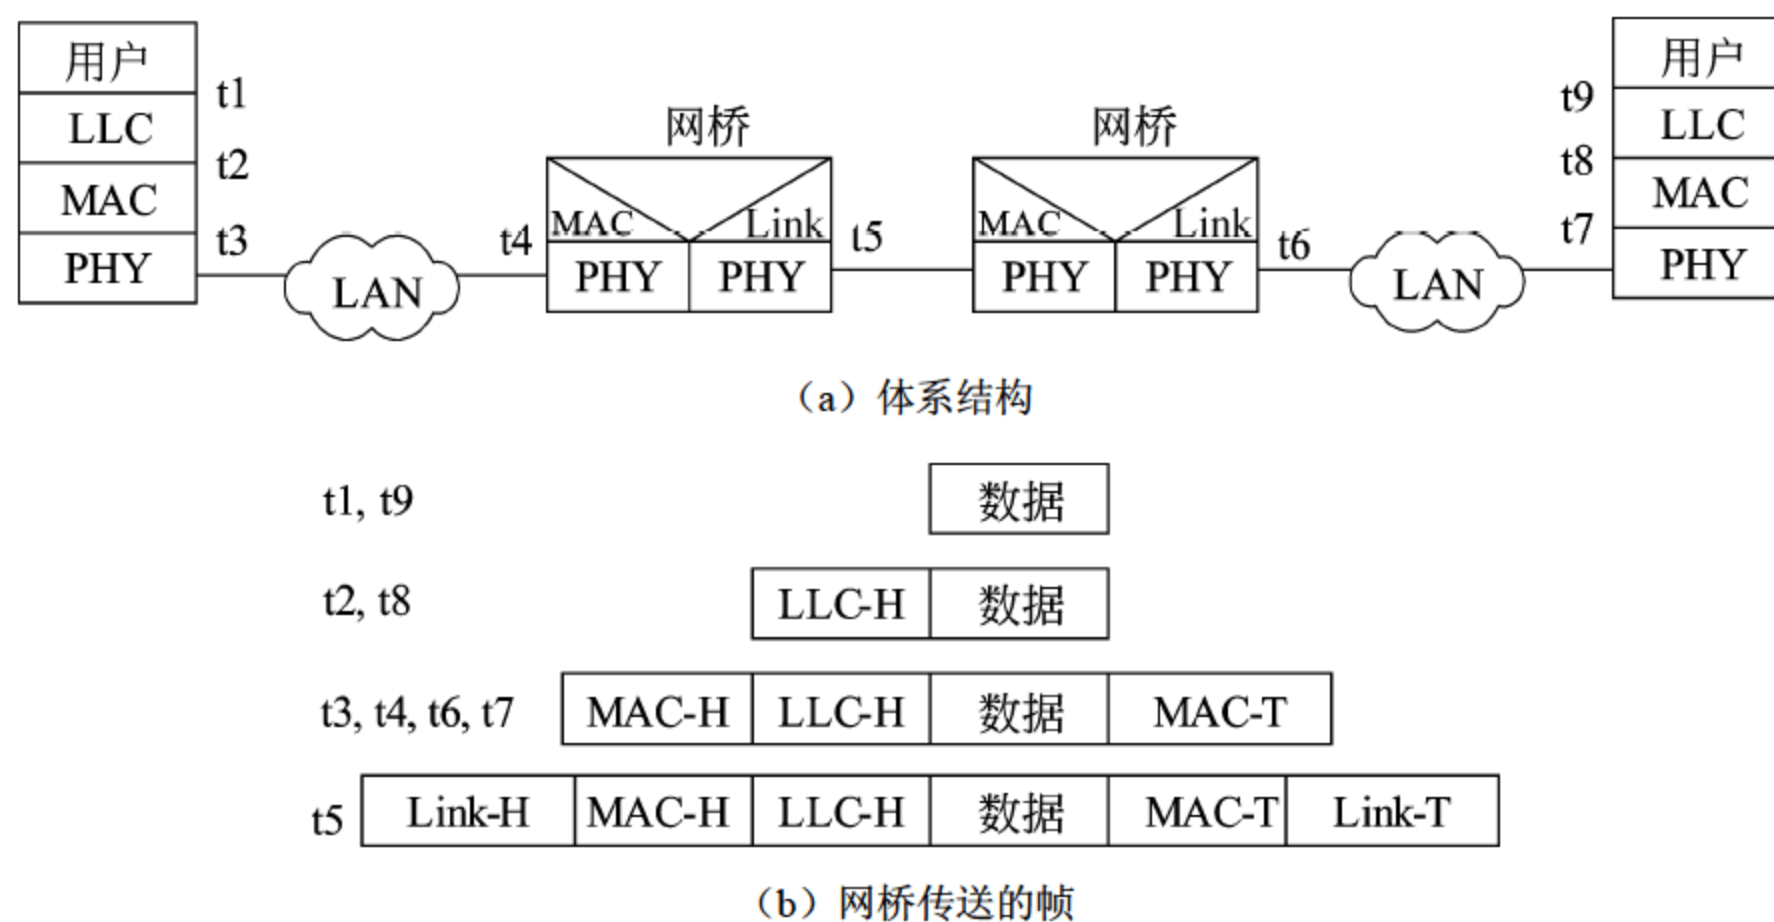 用户
LLC
MAC
PHY
t1
t2
t3
LAN
t4
网桥
MAC
Link
PHY
PHY
t5
网桥
MAC
Link
PHY
PHY
t6
LAN
t9
t8
t7
用户
LLC
MAC
PHY
（a）体系结构
t1, t9 数据
t2, t8 LLC-H 数据
t3, t4, t6, t7 MAC-H LLC-H 数据 MAC-T
t5 Link-H MAC-H LLC-H 数据 MAC-T Link-T
（b）网桥传送的帧